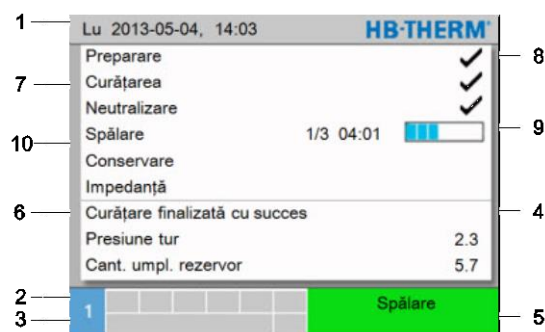 1 Lu 2013-05-04, 14:03 HB-THERM®
Preparare 8
7 Curățarea
Neutralizare
Spălare 1/3 04:01 9
10 Conservare
Impedanță
6 Curățare finalizată cu succes 4
Presiune tur 2.3
Cant. umpl. rezervor 5.7
2 1 Spălare
3 5